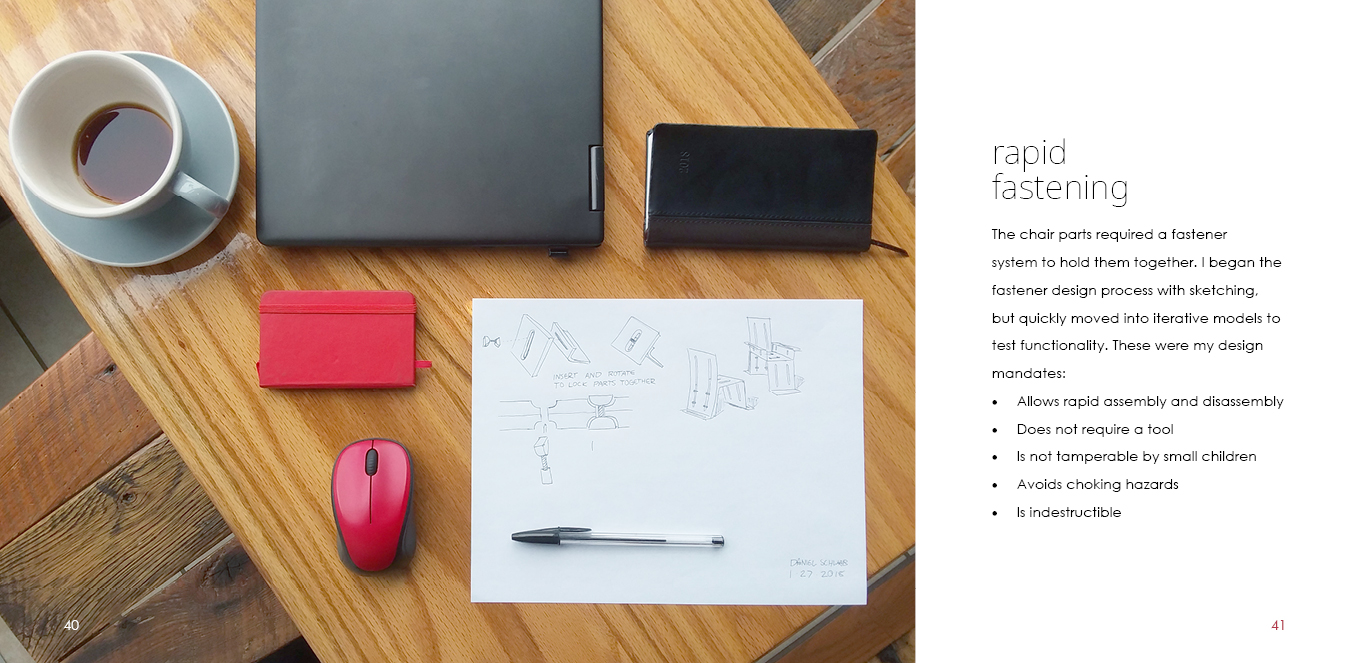 2018
INSERT AND ROTATE
TO LOCK PARTS TOGETHER
DANIEL SCHWAB
1 27 2018
40
rapid
fastening
The chair parts required a fastener
system to hold them together. I began the
fastener design process with sketching,
but quickly moved into iterative models to
test functionality. These were my design
mandates:
• Allows rapid assembly and disassembly
• Does not require a tool
• Is not tamperable by small children
• Avoids choking hazards
• Is indestructible
41